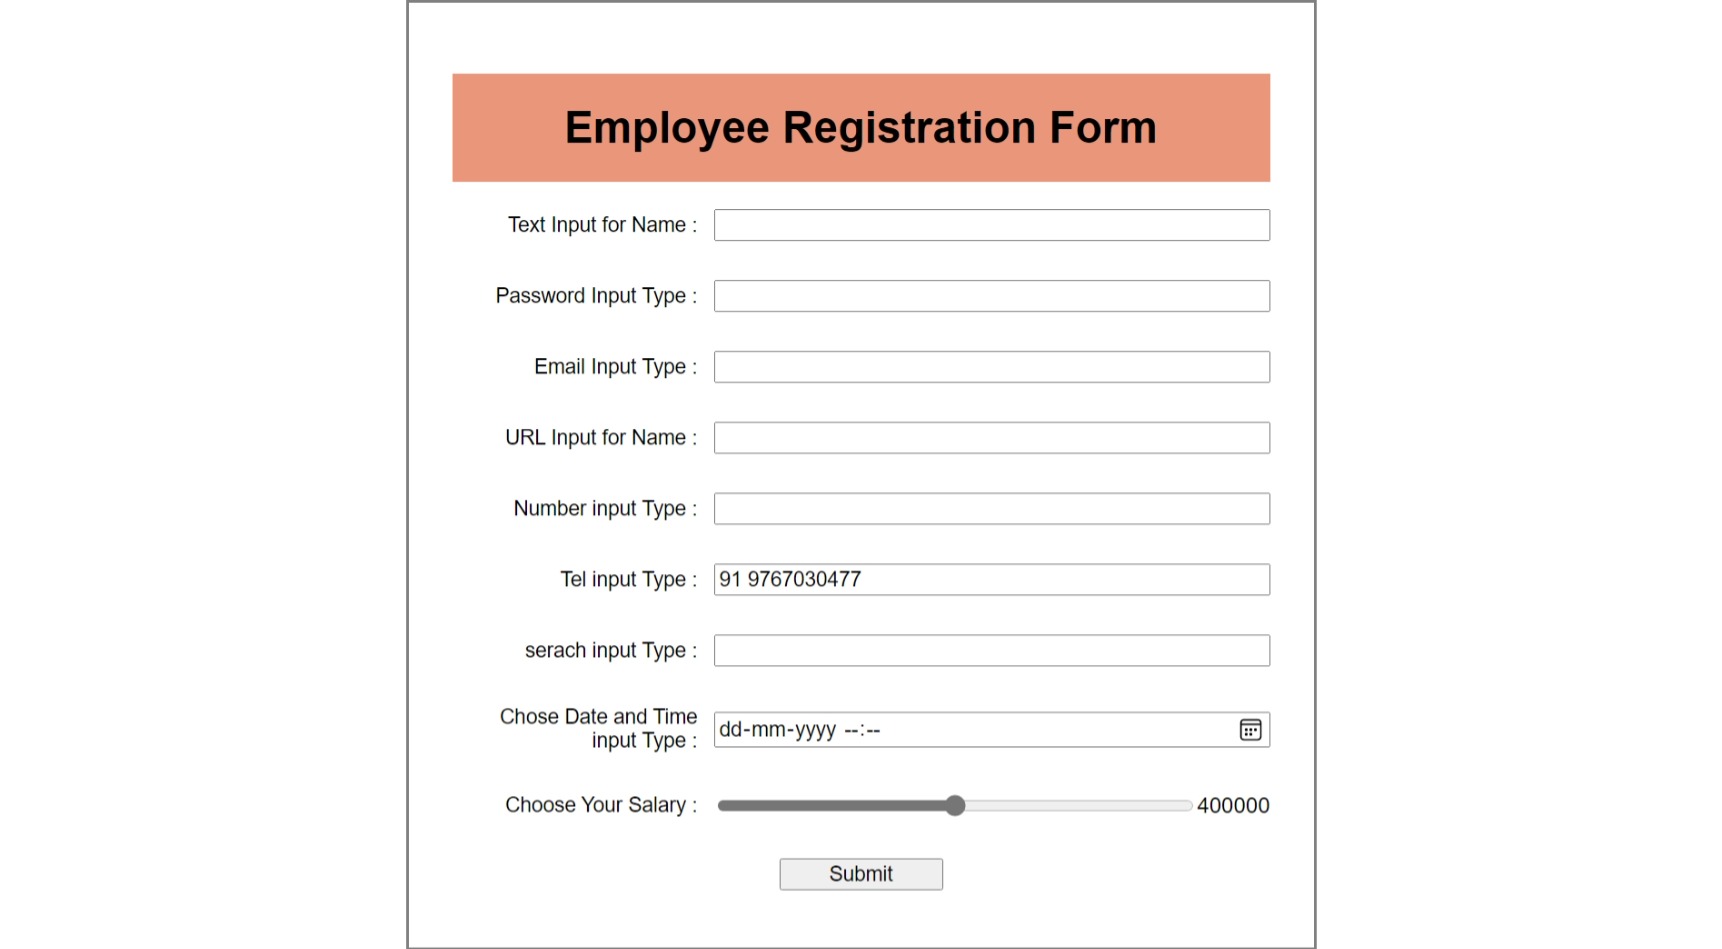 Employee Registration Form
Text Input for Name :
Password Input Type :
Email Input Type :
URL Input for Name :
Number input Type :
Tel input Type : 91 9767030477
serach input Type :
Chose Date and Time
input Type : dd-mm-yyyy --:--
Choose Your Salary : 400000
Submit